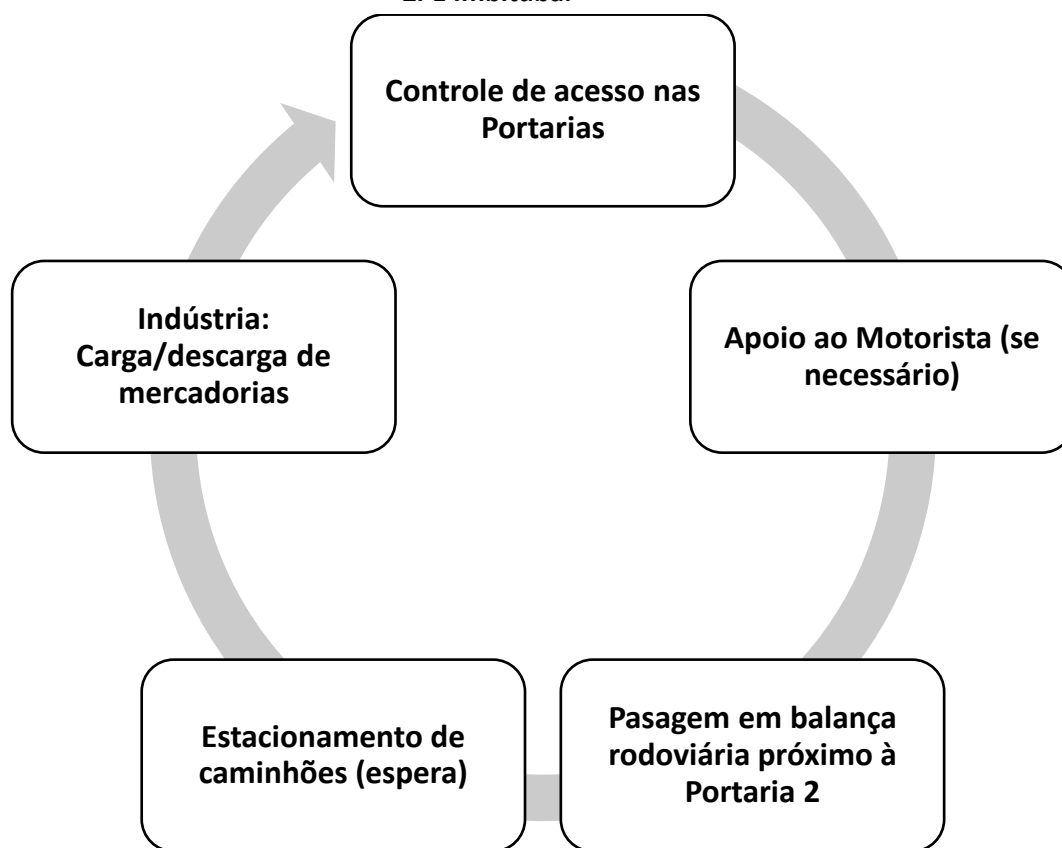 Controle de acesso nas
Portarias
Apoio ao Motorista (se
necessário)
Pasagem em balança
rodoviária próximo à
Portaria 2
Estacionamento de
caminhões (espera)
Indústria:
Carga/descarga de
mercadorias